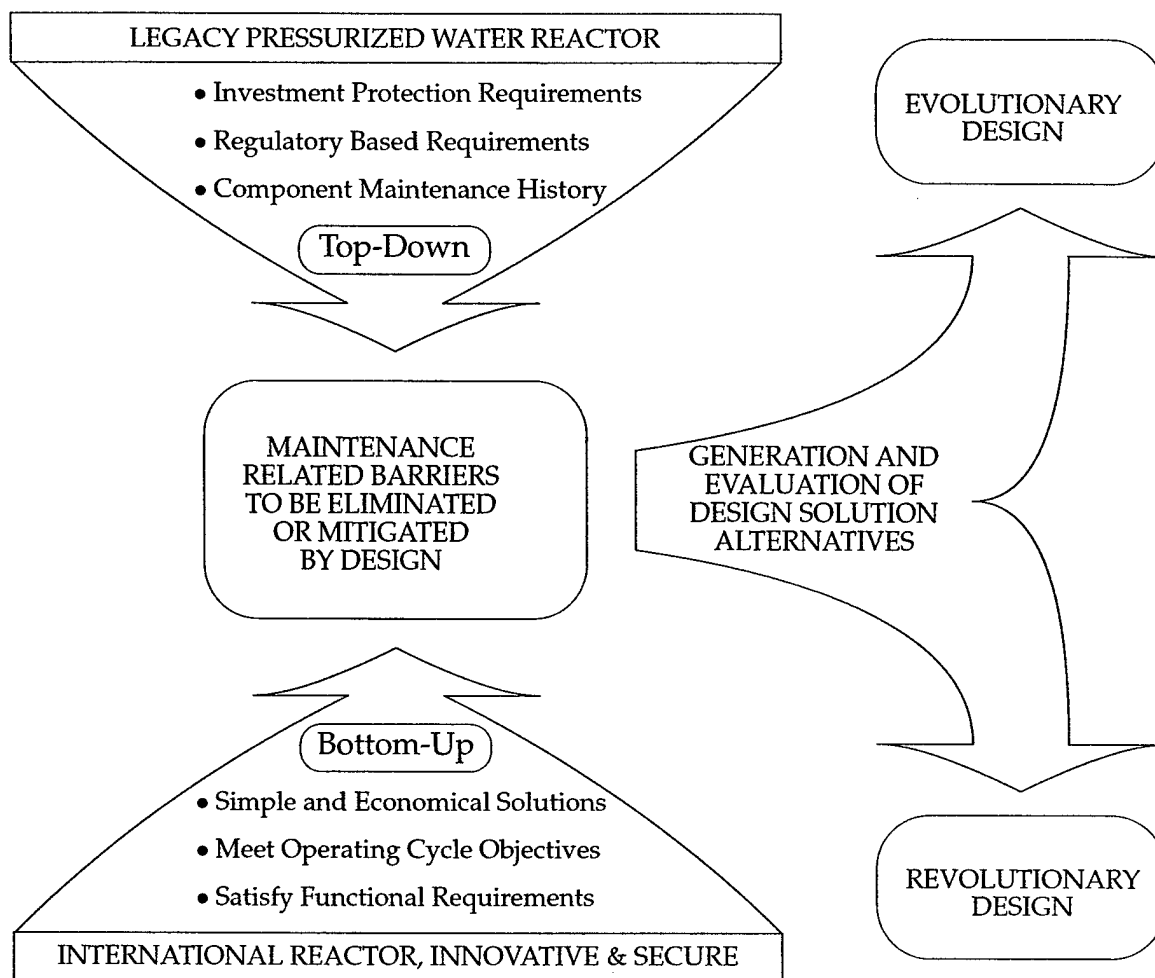 LEGACY PRESSURIZED WATER REACTOR
• Investment Protection Requirements
• Regulatory Based Requirements
• Component Maintenance History
Top-Down
MAINTENANCE
RELATED BARRIERS
TO BE ELIMINATED
OR MITIGATED
BY DESIGN
Bottom-Up
• Simple and Economical Solutions
• Meet Operating Cycle Objectives
• Satisfy Functional Requirements
INTERNATIONAL REACTOR, INNOVATIVE & SECURE
GENERATION AND
EVALUATION OF
DESIGN SOLUTION
ALTERNATIVES
EVOLUTIONARY
DESIGN
REVOLUTIONARY
DESIGN